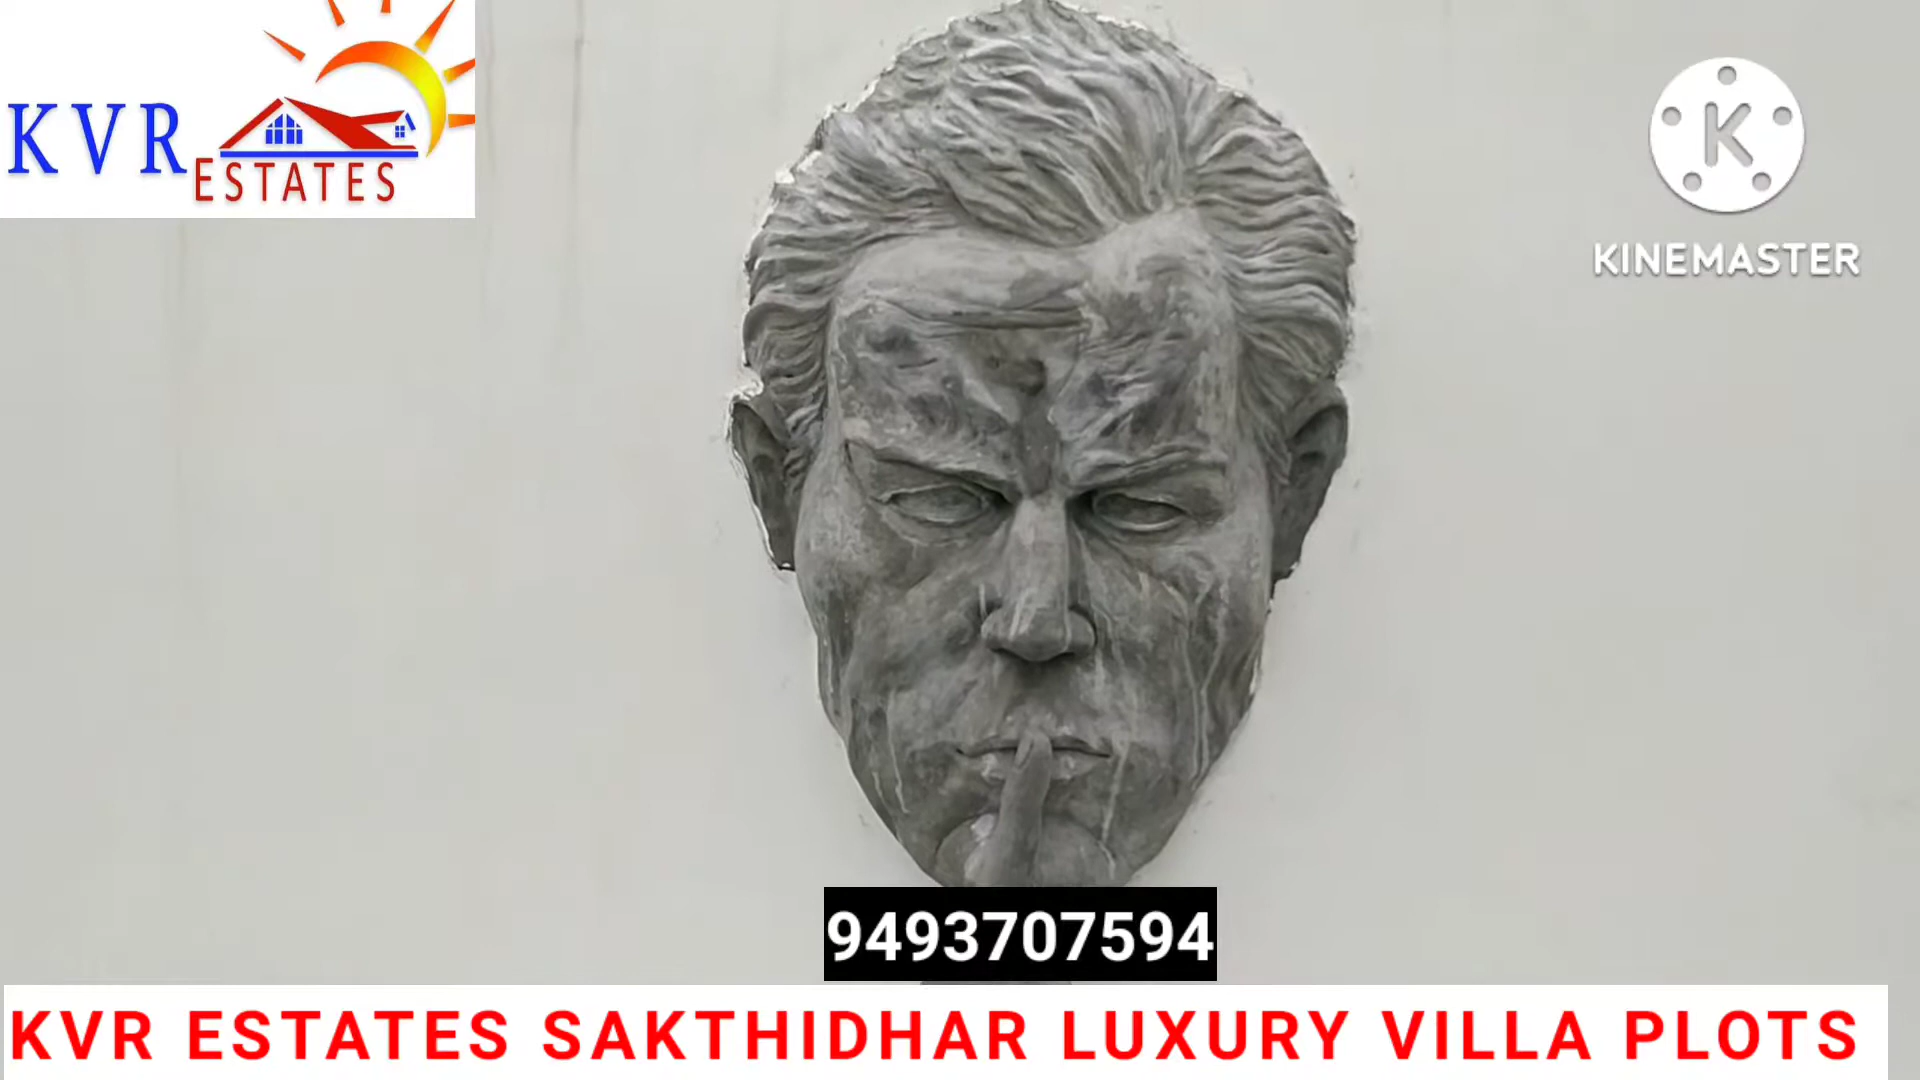 KVR
ESTATES
K
KINEMASTER
9493707594
KVR ESTATES SAKTHIDHAR LUXURY VILLA PLOTS